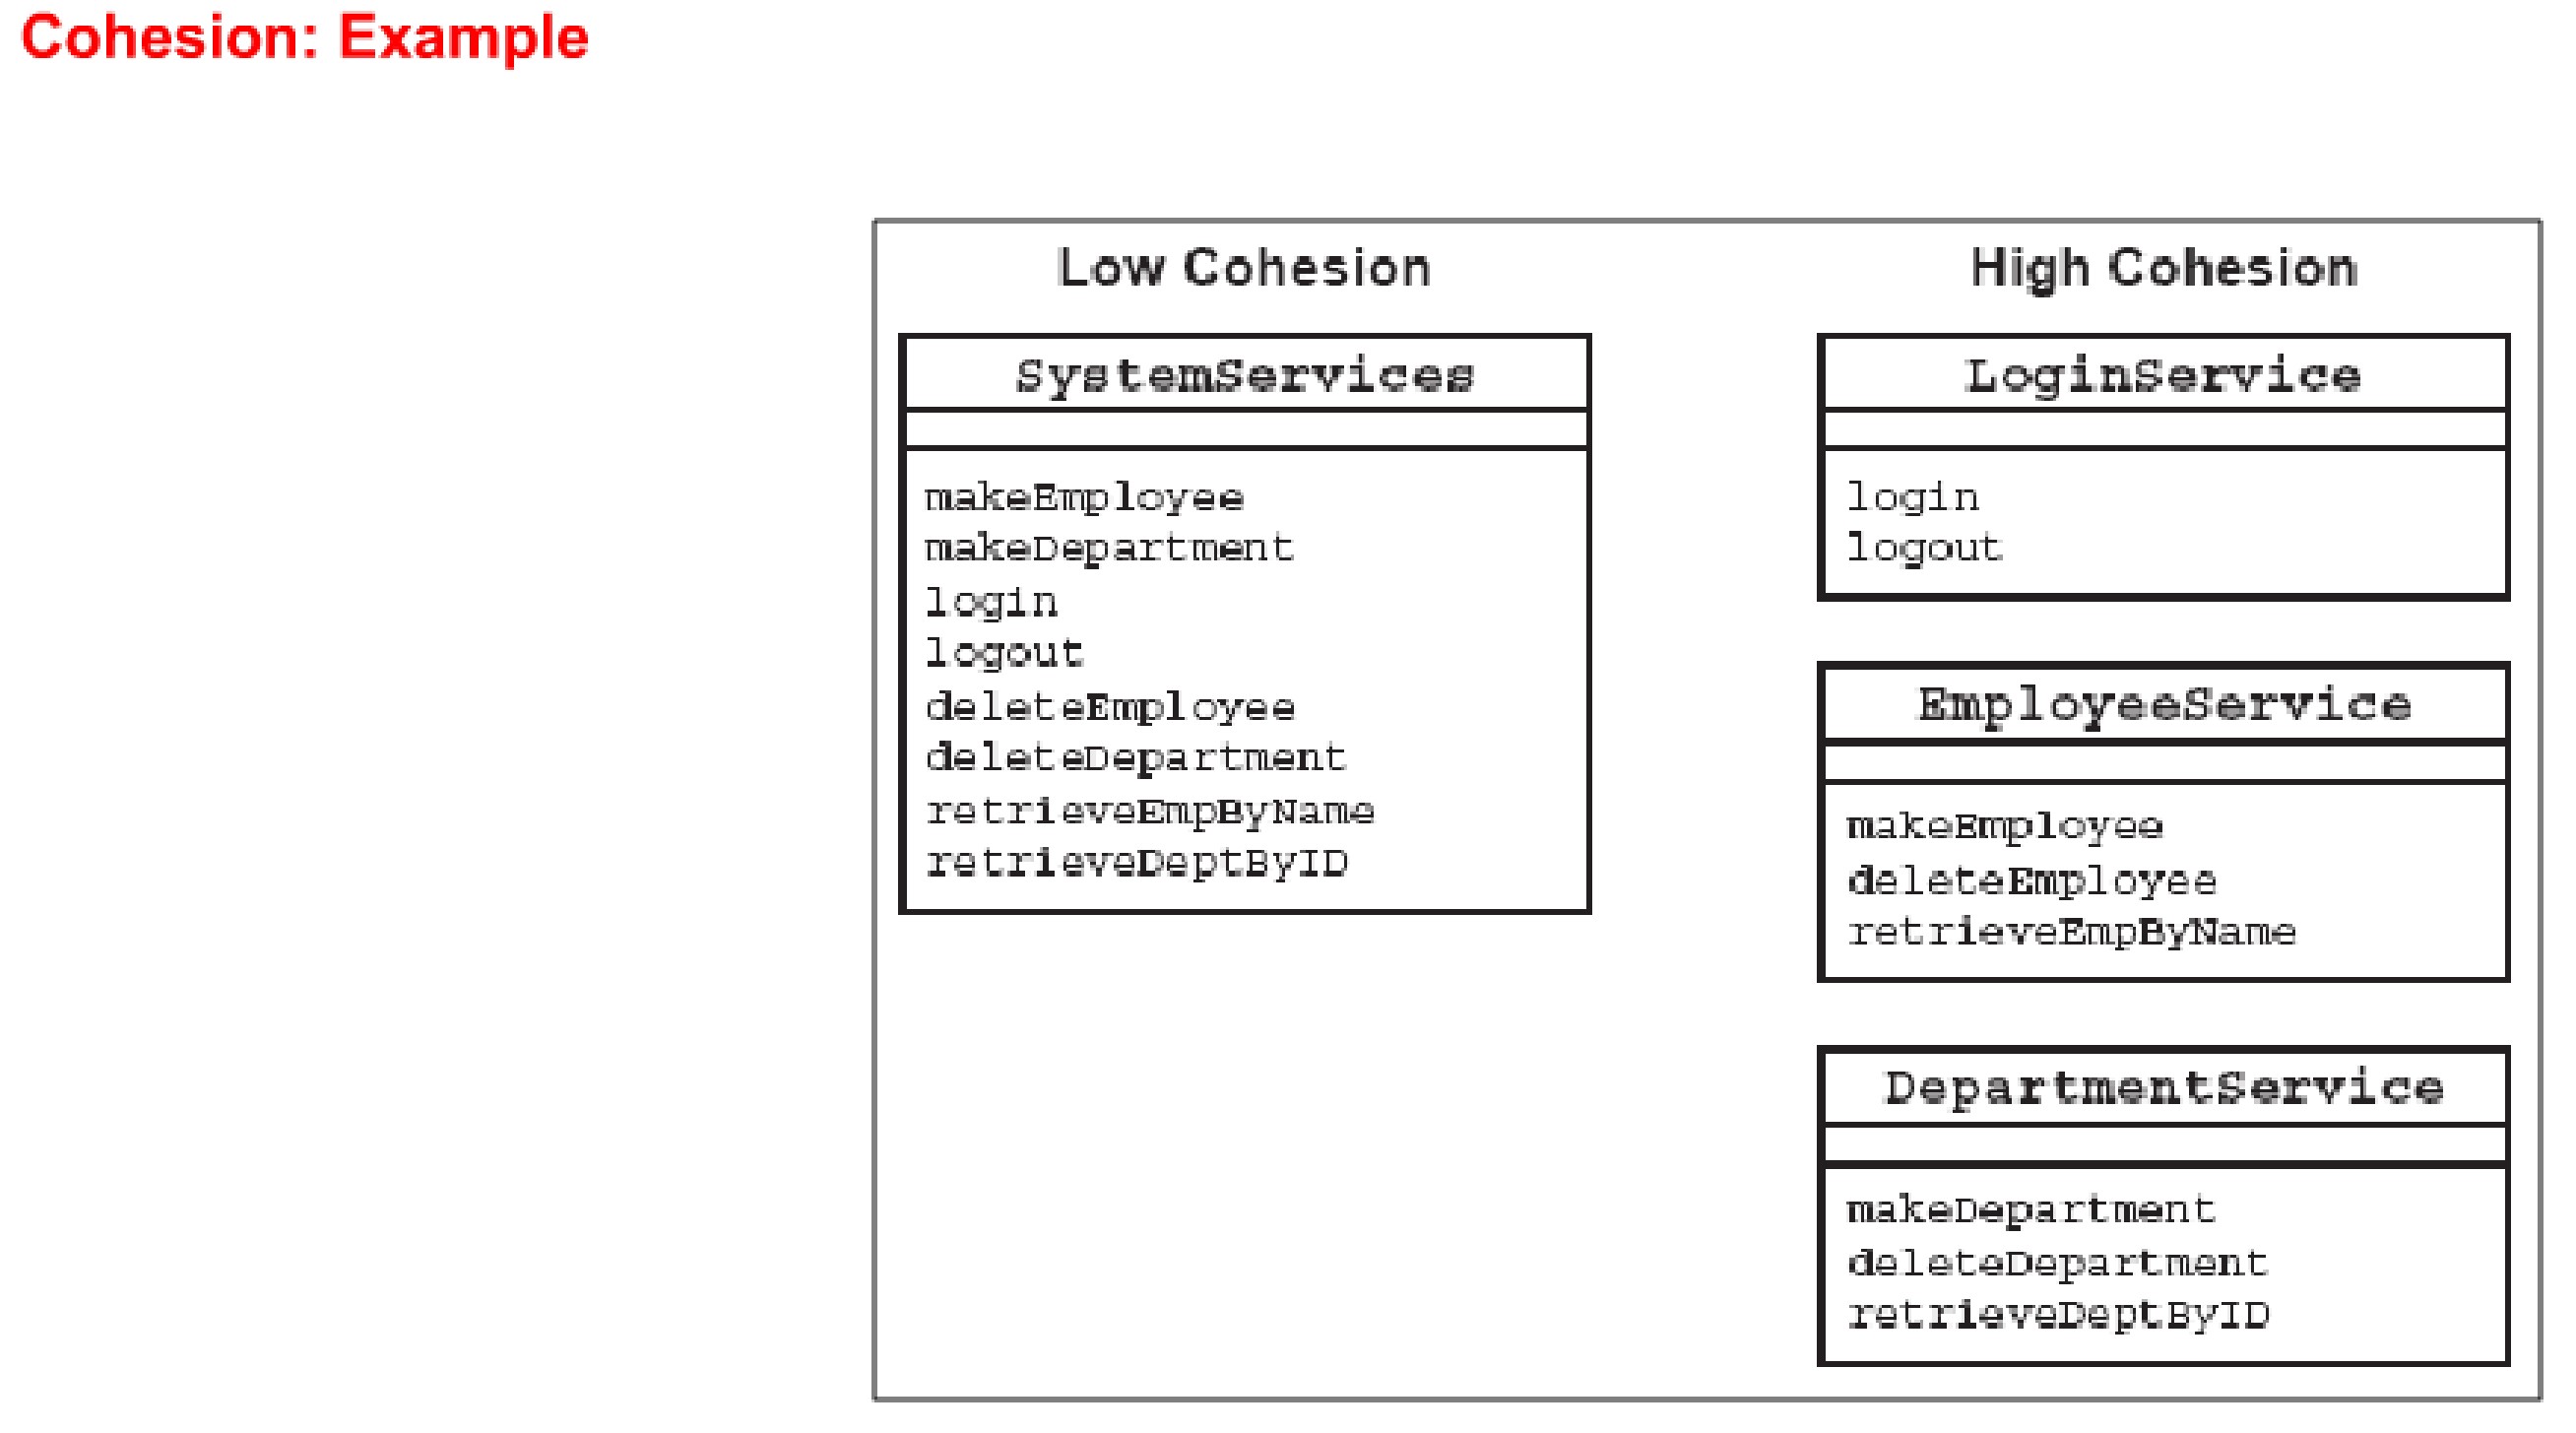 Cohesion: Example
Low Cohesion
SystemServices
makeEmployee
makeDepartment
login
logout
deleteEmployee
deleteDepartment
retrieveEmpByName
retrieveDeptByID
High Cohesion
LoginService
login
logout
EmployeeService
makeEmployee
deleteEmployee
retrieveEmpByName
DepartmentService
makeDepartment
deleteDepartment
retrieveDeptByID